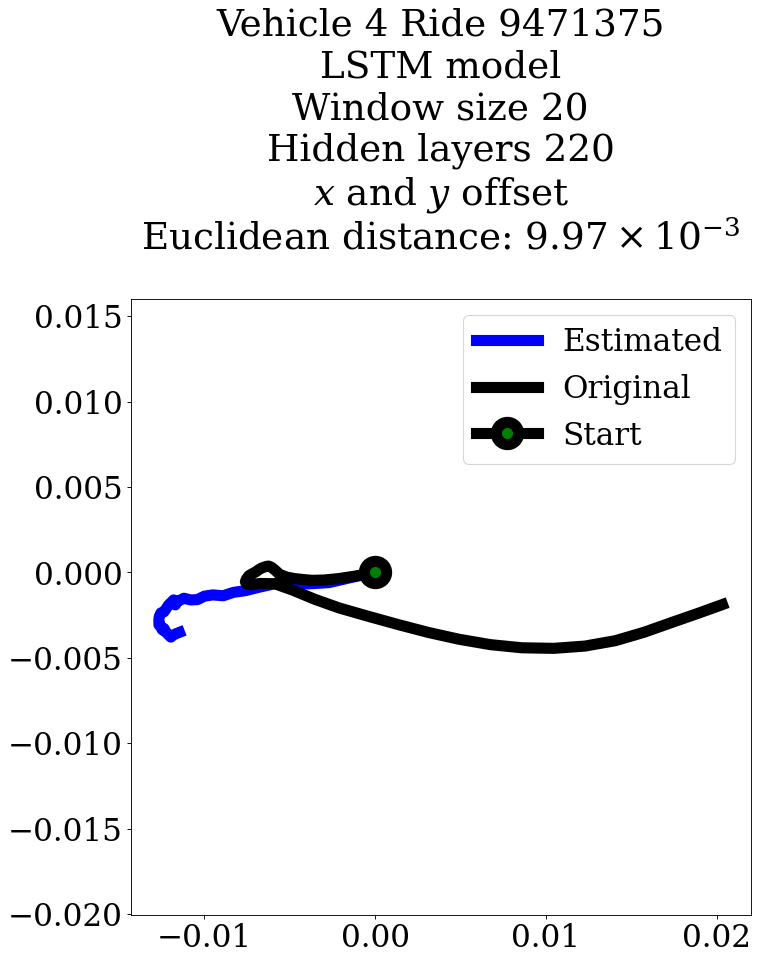 Vehicle 4 Ride 9471375
LSTM model
Window size 20
Hidden layers 220
x and y offset
Euclidean distance: 9.97 × 10⁻³
Estimated
Original
Start
0.015
0.010
0.005
0.000
−0.005
−0.010
−0.015
−0.020
−0.01
0.00
0.01
0.02